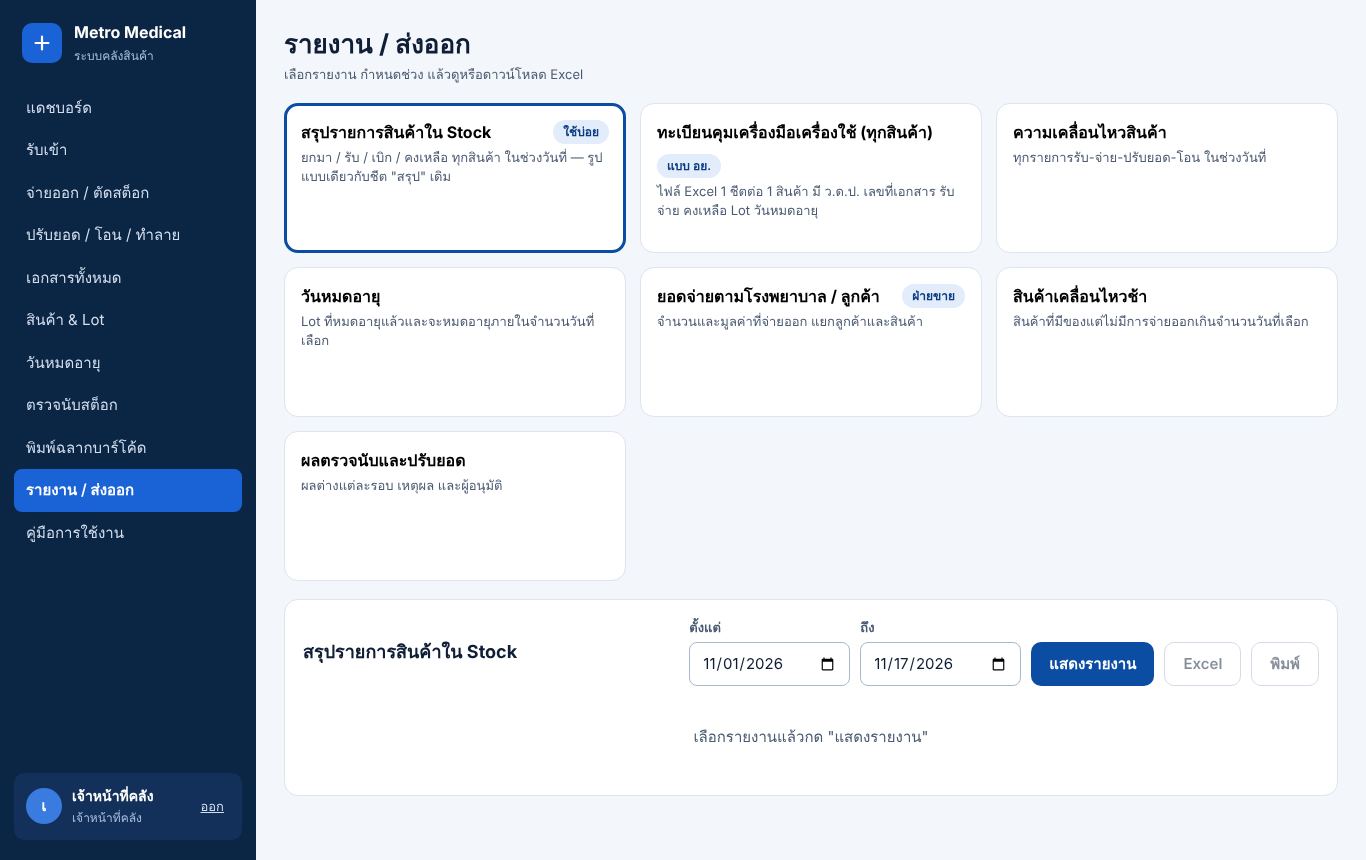 Metro Medical
ระบบคลังสินค้า
แดชบอร์ด
รับเข้า
จ่ายออก / ตัดสต็อก
ปรับยอด / โอน / ทำลาย
เอกสารทั้งหมด
สินค้า & Lot
วันหมดอายุ
ตรวจนับสต็อก
พิมพ์ฉลากบาร์โค้ด
รายงาน / ส่งออก
คู่มือการใช้งาน
เ
เจ้าหน้าที่คลัง
เจ้าหน้าที่คลัง
ออก
รายงาน / ส่งออก
เลือกรายงาน กำหนดช่วง แล้วดูหรือดาวน์โหลด Excel
สรุปรายการสินค้าใน Stock
ใช้บ่อย
ยกมา / รับ / เบิก / คงเหลือ ทุกสินค้า ในช่วงวันที่ — รูป
แบบเดียวกับชีต "สรุป" เดิม
ทะเบียนคุมเครื่องมือเครื่องใช้ (ทุกสินค้า)
แบบ อย.
ไฟล์ Excel 1 ชีตต่อ 1 สินค้า มี ว.ด.ป. เลขที่เอกสาร รับ
จ่าย คงเหลือ Lot วันหมดอายุ
ความเคลื่อนไหวสินค้า
ทุกรายการรับ-จ่าย-ปรับยอด-โอน ในช่วงวันที่
วันหมดอายุ
Lot ที่หมดอายุแล้วและจะหมดอายุภายในจำนวนวันที่
เลือก
ยอดจ่ายตามโรงพยาบาล / ลูกค้า
ฝ่ายขาย
จำนวนและมูลค่าที่จ่ายออก แยกลูกค้าและสินค้า
สินค้าเคลื่อนไหวช้า
สินค้าที่มีของแต่ไม่มีการจ่ายออกเกินจำนวนวันที่เลือก
ผลตรวจนับและปรับยอด
ผลต่างแต่ละรอบ เหตุผล และผู้อนุมัติ
สรุปรายการสินค้าใน Stock
ตั้งแต่
11/01/2026
ถึง
11/17/2026
แสดงรายงาน
Excel
พิมพ์
เลือกรายงานแล้วกด "แสดงรายงาน"